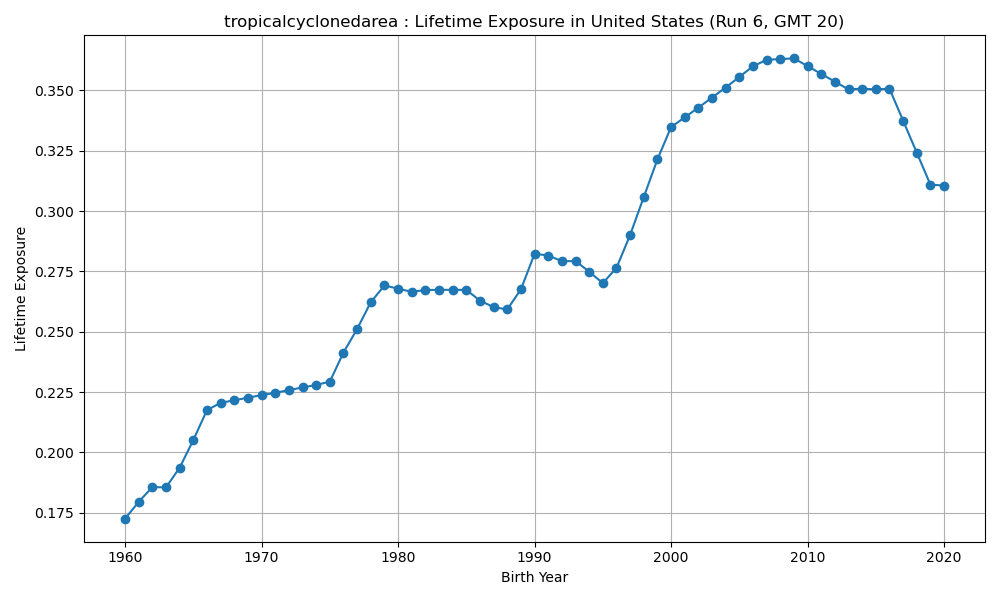 tropicalcyclonedarea : Lifetime Exposure in United States (Run 6, GMT 20)
Lifetime Exposure
0.350
0.325
0.300
0.275
0.250
0.225
0.200
0.175
1960 1970 1980 1990 2000 2010 2020
Birth Year